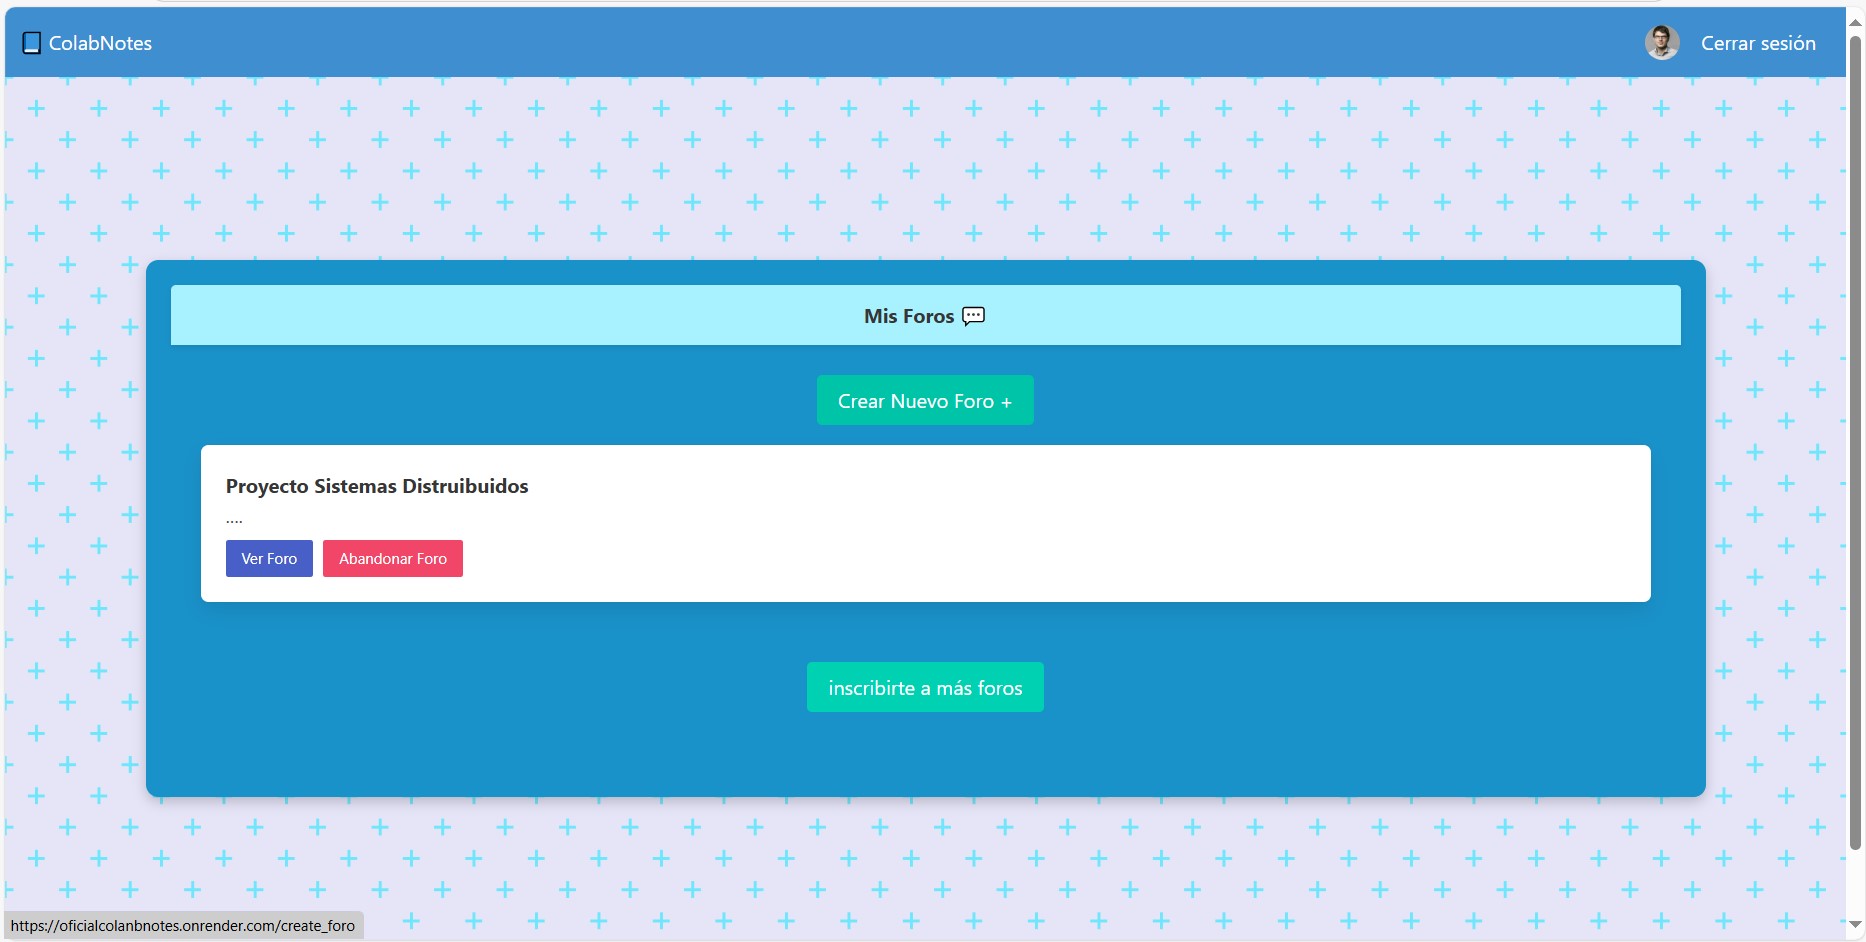 ColabNotes
Cerrar sesión
Mis Foros
Crear Nuevo Foro +
Proyecto Sistemas Distruibuidos
....
Ver Foro
Abandonar Foro
inscribirte a más foros
https://oficialcolanbnotes.onrender.com/create_foro